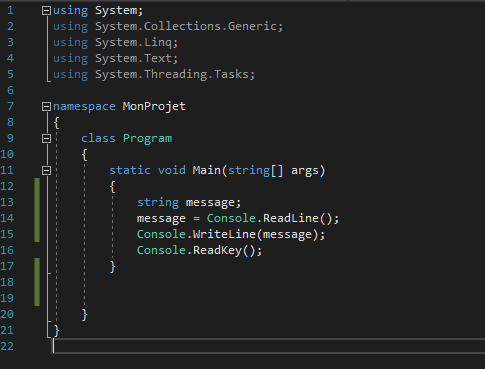 1 using System;
2 using System.Collections.Generic;
3 using System.Linq;
4 using System.Text;
5 using System.Threading.Tasks;
6
7 namespace MonProjet
8 {
9 class Program
10 {
11 static void Main(string[] args)
12 {
13 string message;
14 message = Console.ReadLine();
15 Console.WriteLine(message);
16 Console.ReadKey();
17 }
18
19
20 }
21 }
22